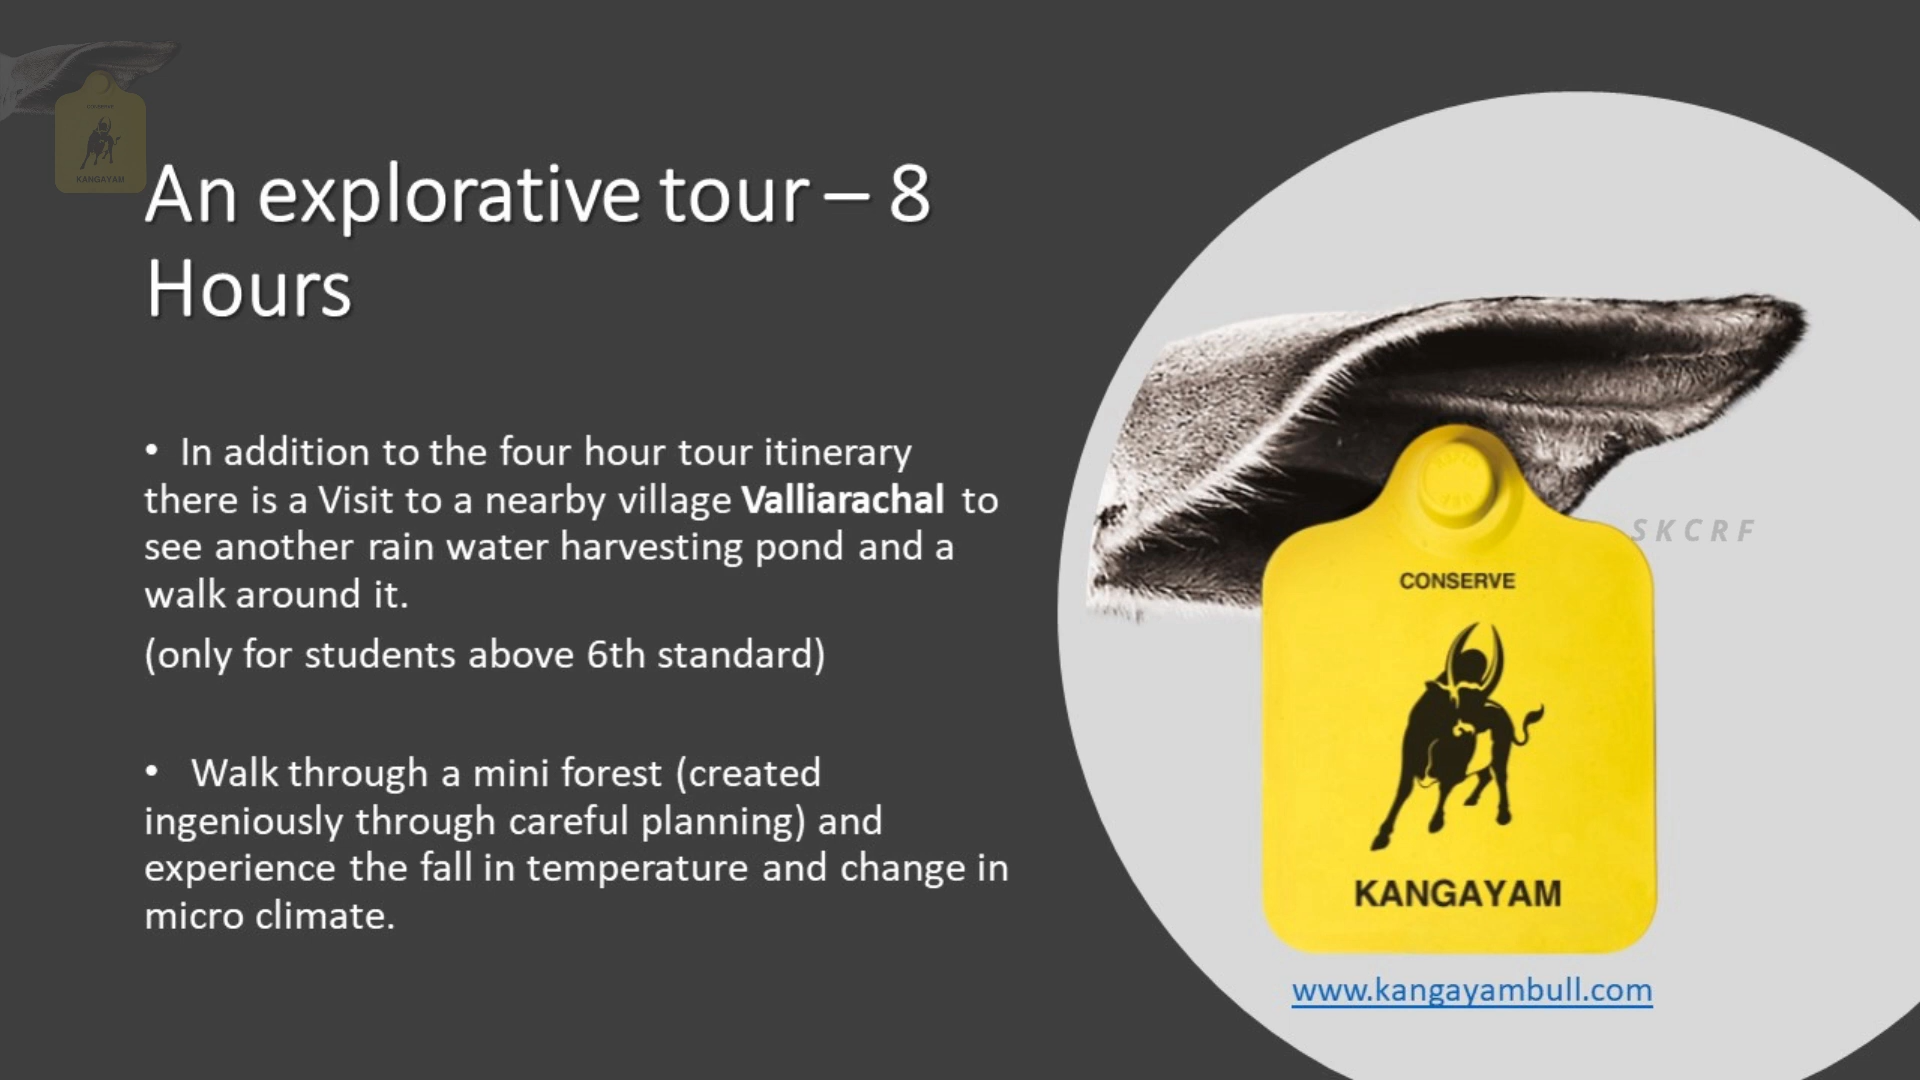 CONSERVE
KANGAYAM
An explorative tour – 8
Hours
• In addition to the four hour tour itinerary
there is a Visit to a nearby village Valliarachal to
see another rain water harvesting pond and a
walk around it.
(only for students above 6th standard)
• Walk through a mini forest (created
ingeniously through careful planning) and
experience the fall in temperature and change in
micro climate.
SKCRF
CONSERVE
KANGAYAM
www.kangayambull.com